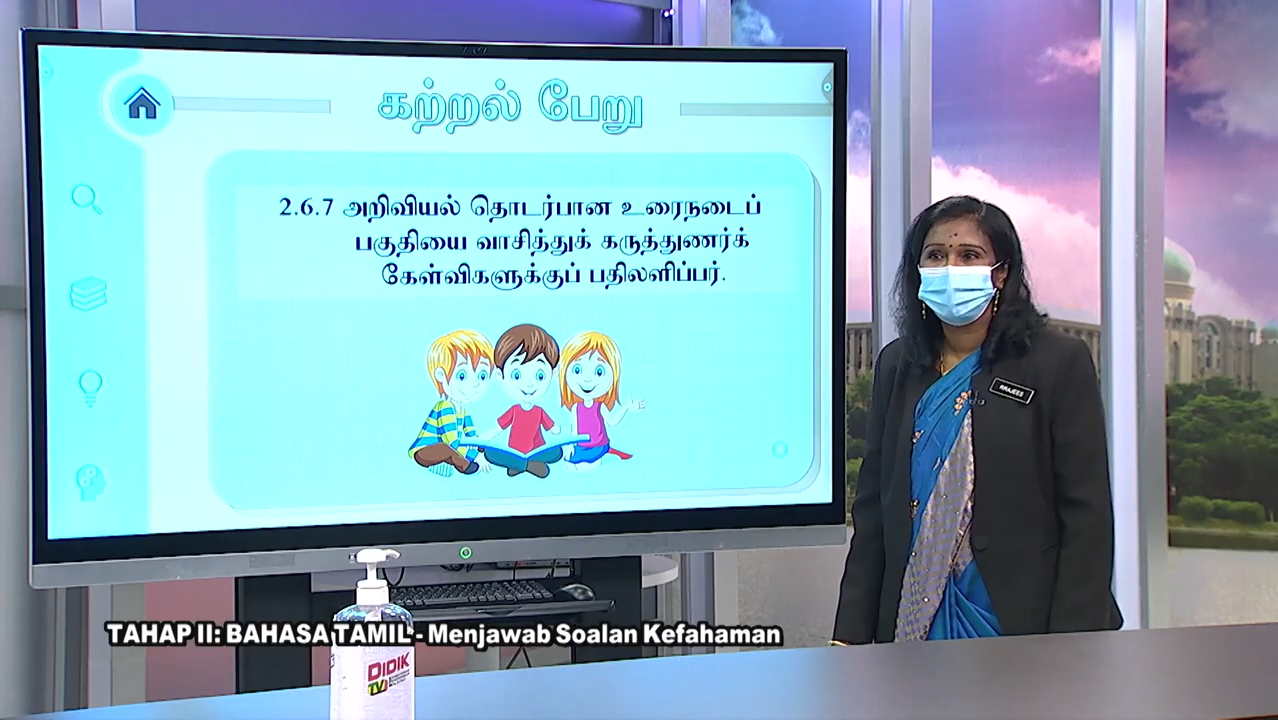 கற்றல் பேறு
2.6.7 அறிவியல் தொடர்பான உரைநடைப்
பகுதியை வாசித்துக் கருத்துணர்க்
கேள்விகளுக்குப் பதிலளிப்பர்.
TAHAP II: BAHASA TAMIL - Menjawab Soalan Kefahaman
DIDIK
TV